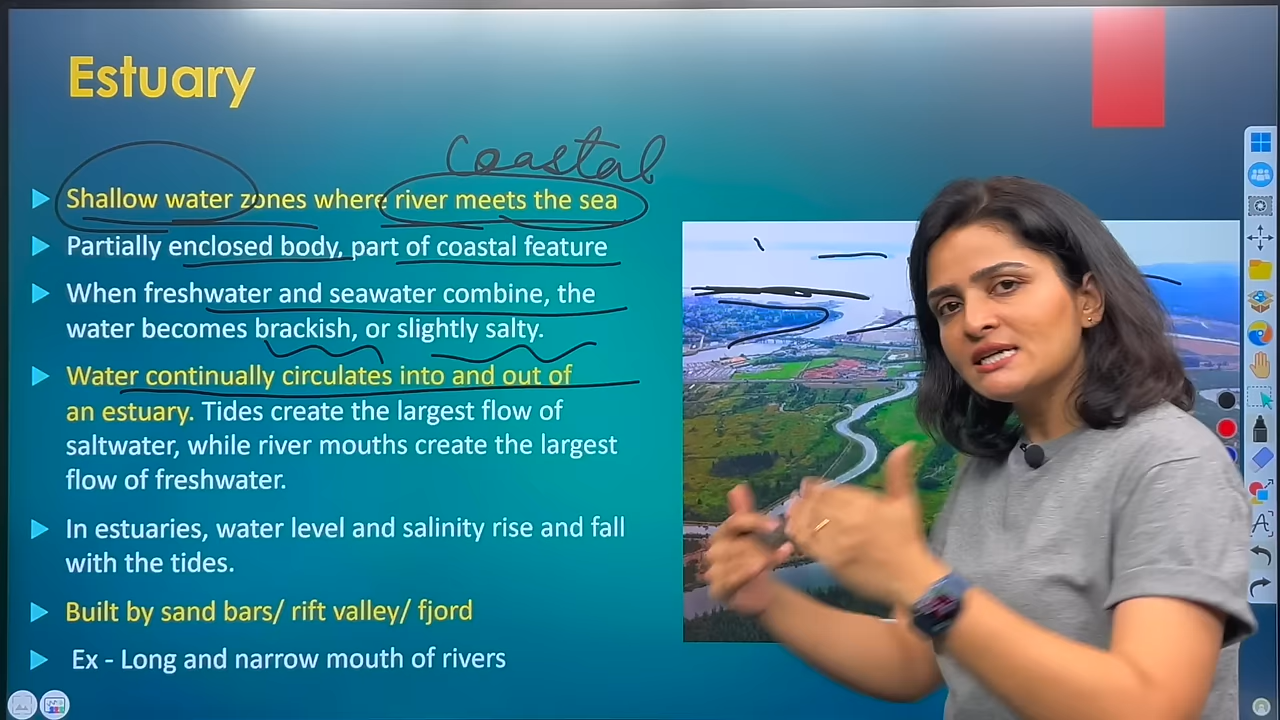 Estuary
coastal
Shallow water zones where river meets the sea
Partially enclosed body, part of coastal feature
When freshwater and seawater combine, the
water becomes brackish, or slightly salty.
Water continually circulates into and out of
an estuary. Tides create the largest flow of
saltwater, while river mouths create the largest
flow of freshwater.
In estuaries, water level and salinity rise and fall
with the tides.
Built by sand bars/ rift valley/ fjord
Ex - Long and narrow mouth of rivers